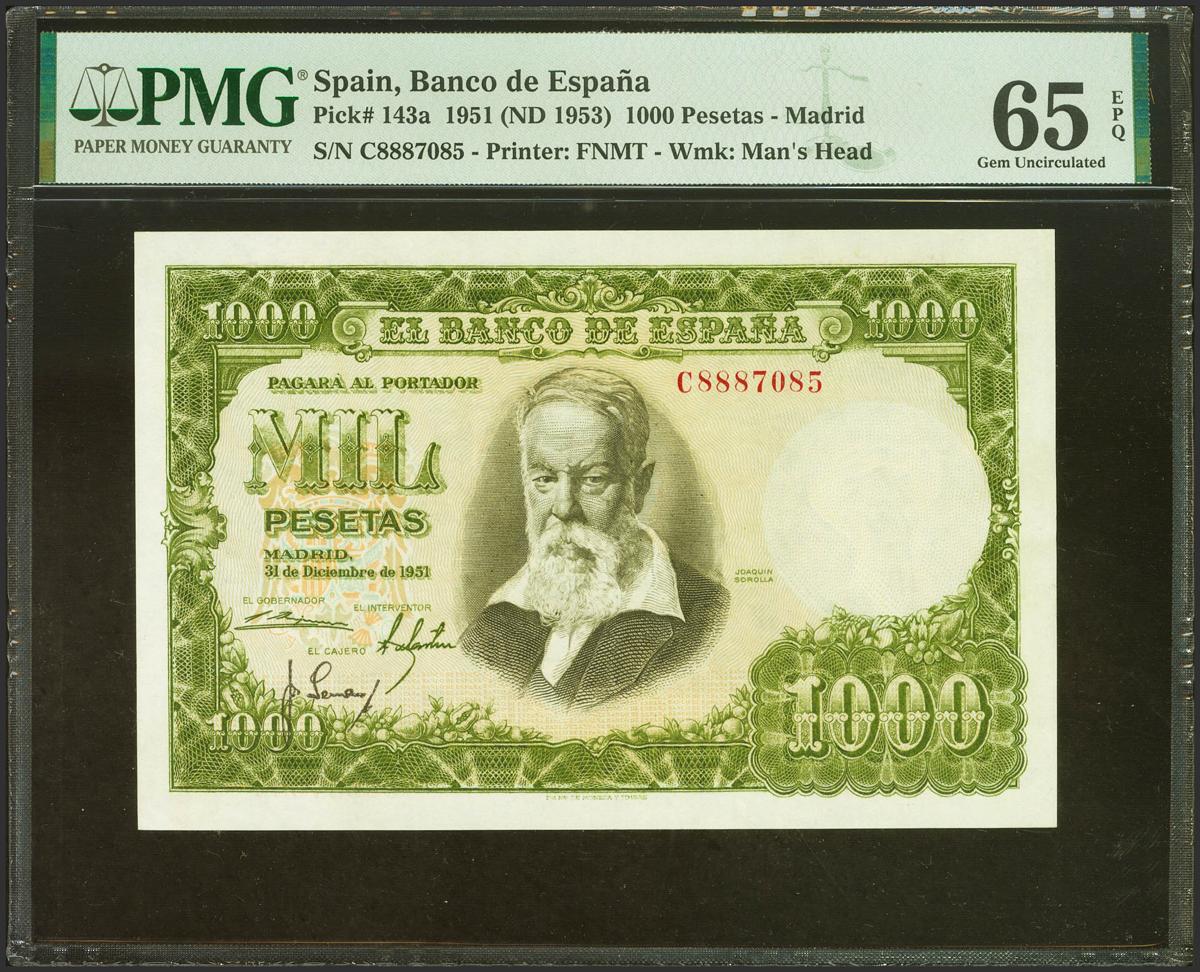 PMG®
PAPER MONEY GUARANTY
Spain, Banco de España
Pick# 143a 1951 (ND 1953) 1000 Pesetas - Madrid
S/N C8887085 - Printer: FNMT - Wmk: Man's Head
65 EPQ
Gem Uncirculated
1000 EL BANCO DE ESPAÑA 1000
PAGARÀ AL PORTADOR
C8887085
MIL
PESETAS
MADRID,
31 de Diciembre de 1951
JOAQUIN
SOROLLA
EL GOBERNADOR
EL INTERVENTOR
EL CAJERO
1000
1000